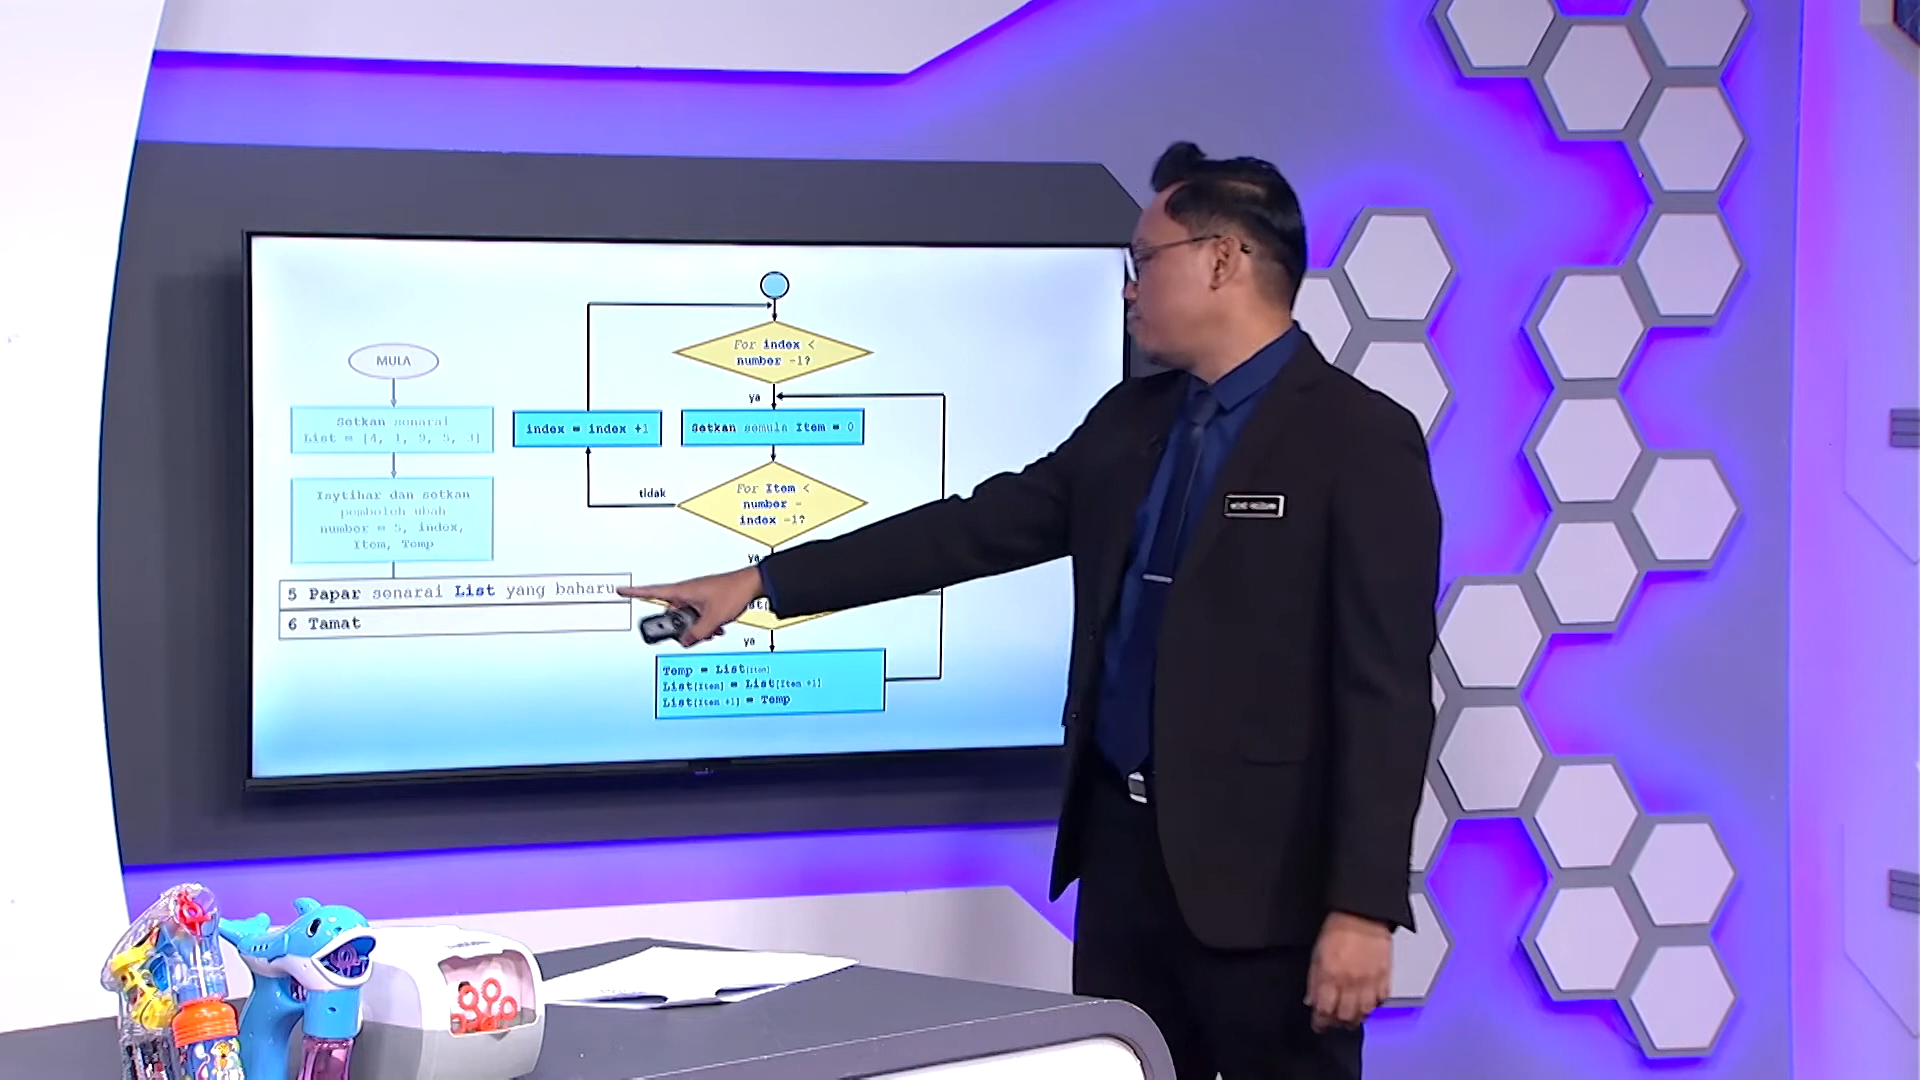 MULA
Setkan senarai
List = [4, 1, 9, 5, 3]
Isytihar dan setkan
pemboleh ubah
number = 5, index,
Item, Temp
5 Papar senarai List yang baharu
6 Tamat
For index <
number -1?
ya
index = index +1
Setkan semula Item = 0
tidak
For Item <
number -
index -1?
ya
ya
Temp = List[Item]
List[Item] = List[Item +1]
List[Item +1] = Temp